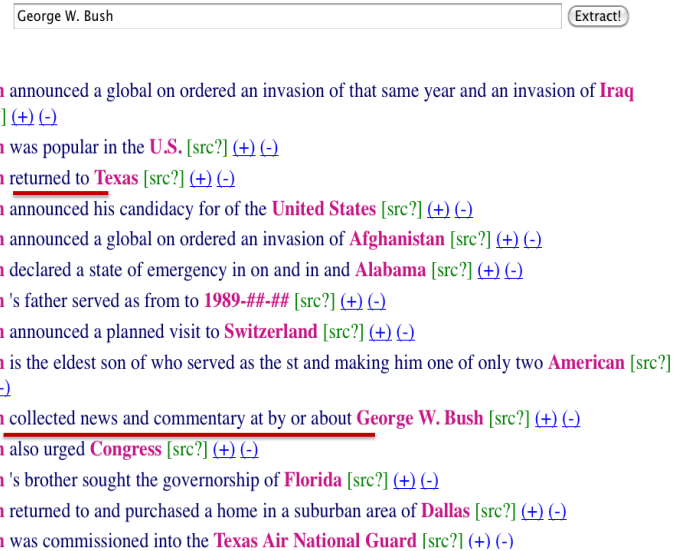 George W. Bush Extract!
n announced a global on ordered an invasion of that same year and an invasion of Iraq
] (+) (-)
n was popular in the U.S. [src?] (+) (-)
n returned to Texas [src?] (+) (-)
n announced his candidacy for of the United States [src?] (+) (-)
n announced a global on ordered an invasion of Afghanistan [src?] (+) (-)
n declared a state of emergency in on and in and Alabama [src?] (+) (-)
n 's father served as from to 1989-##-## [src?] (+) (-)
n announced a planned visit to Switzerland [src?] (+) (-)
n is the eldest son of who served as the st and making him one of only two American [src?]
-)
n collected news and commentary at by or about George W. Bush [src?] (+) (-)
n also urged Congress [src?] (+) (-)
n 's brother sought the governorship of Florida [src?] (+) (-)
n returned to and purchased a home in a suburban area of Dallas [src?] (+) (-)
n was commissioned into the Texas Air National Guard [src?] (+) (-)